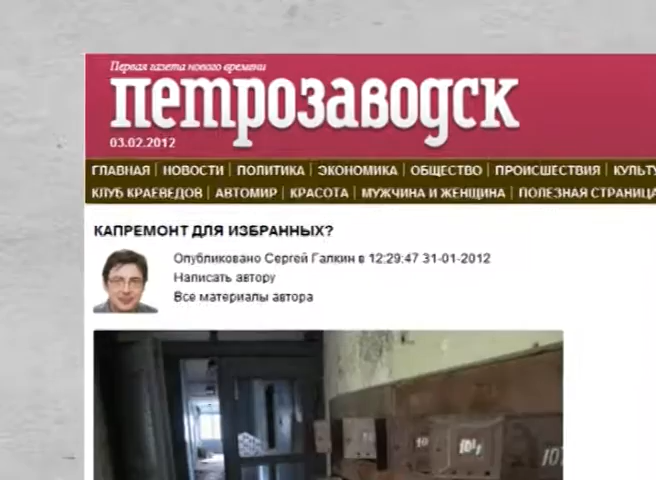 Первая газета нового времени
петрозаводск
03.02.2012
ГЛАВНАЯ | НОВОСТИ | ПОЛИТИКА | ЭКОНОМИКА | ОБЩЕСТВО | ПРОИСШЕСТВИЯ | КУЛЬТУ
КЛУБ КРАЕВЕДОВ | АВТОМИР | КРАСОТА | МУЖЧИНА И ЖЕНЩИНА | ПОЛЕЗНАЯ СТРАНИЦА
КАПРЕМОНТ ДЛЯ ИЗБРАННЫХ?
Опубликовано Сергей Галкин в 12:29:47 31-01-2012
Написать автору
Все материалы автора